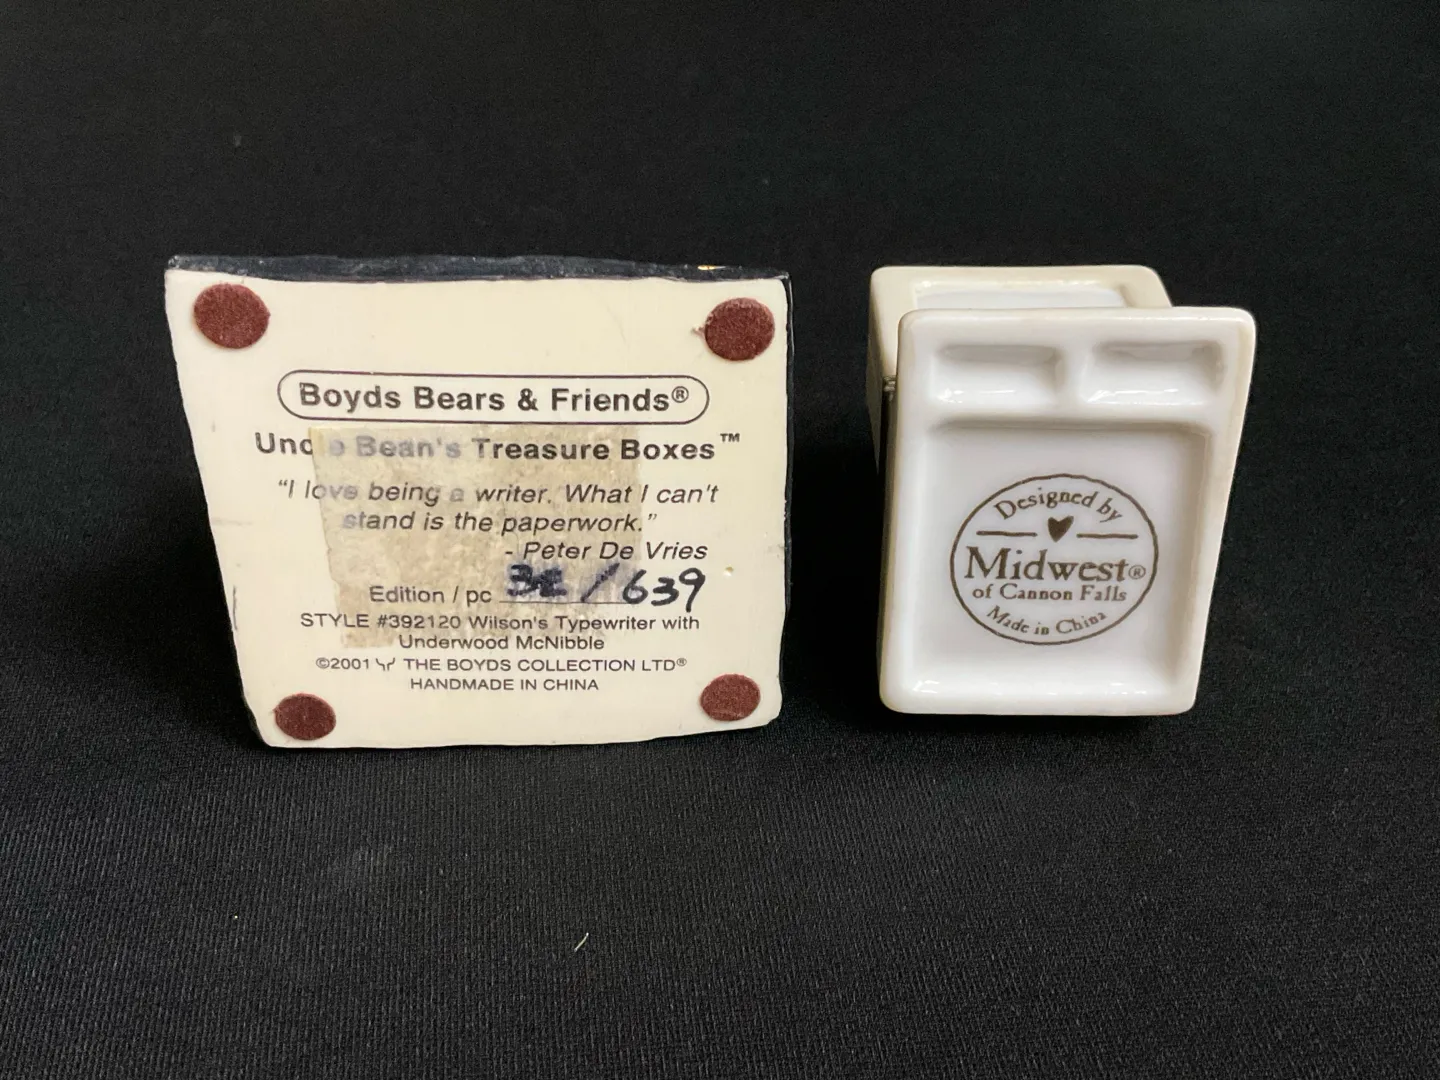 Boyds Bears & Friends®
Uncle Bean's Treasure Boxes™
"I love being a writer. What I can't
stand is the paperwork."
- Peter De Vries
Edition / pc 3E / 639
STYLE #392120 Wilson's Typewriter with
Underwood McNibble
©2001 THE BOYDS COLLECTION LTD®
HANDMADE IN CHINA
Designed by
Midwest®
of Cannon Falls
Made in China